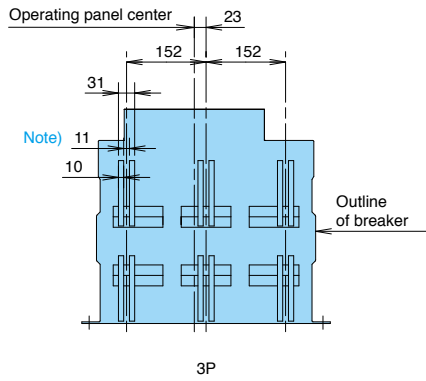 Operating panel center
23
152 152
31
Note) 11
10
Outline
of breaker
3P